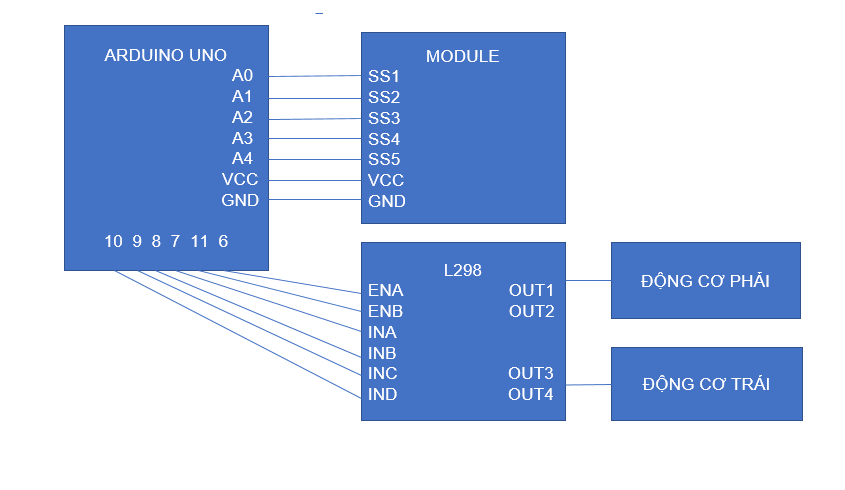 ARDUINO UNO
A0
A1
A2
A3
A4
VCC
GND
10 9 8 7 11 6
MODULE
SS1
SS2
SS3
SS4
SS5
VCC
GND
L298
ENA
ENB
INA
INB
INC
IND
OUT1
OUT2
OUT3
OUT4
ĐỘNG CƠ PHẢI
ĐỘNG CƠ TRÁI